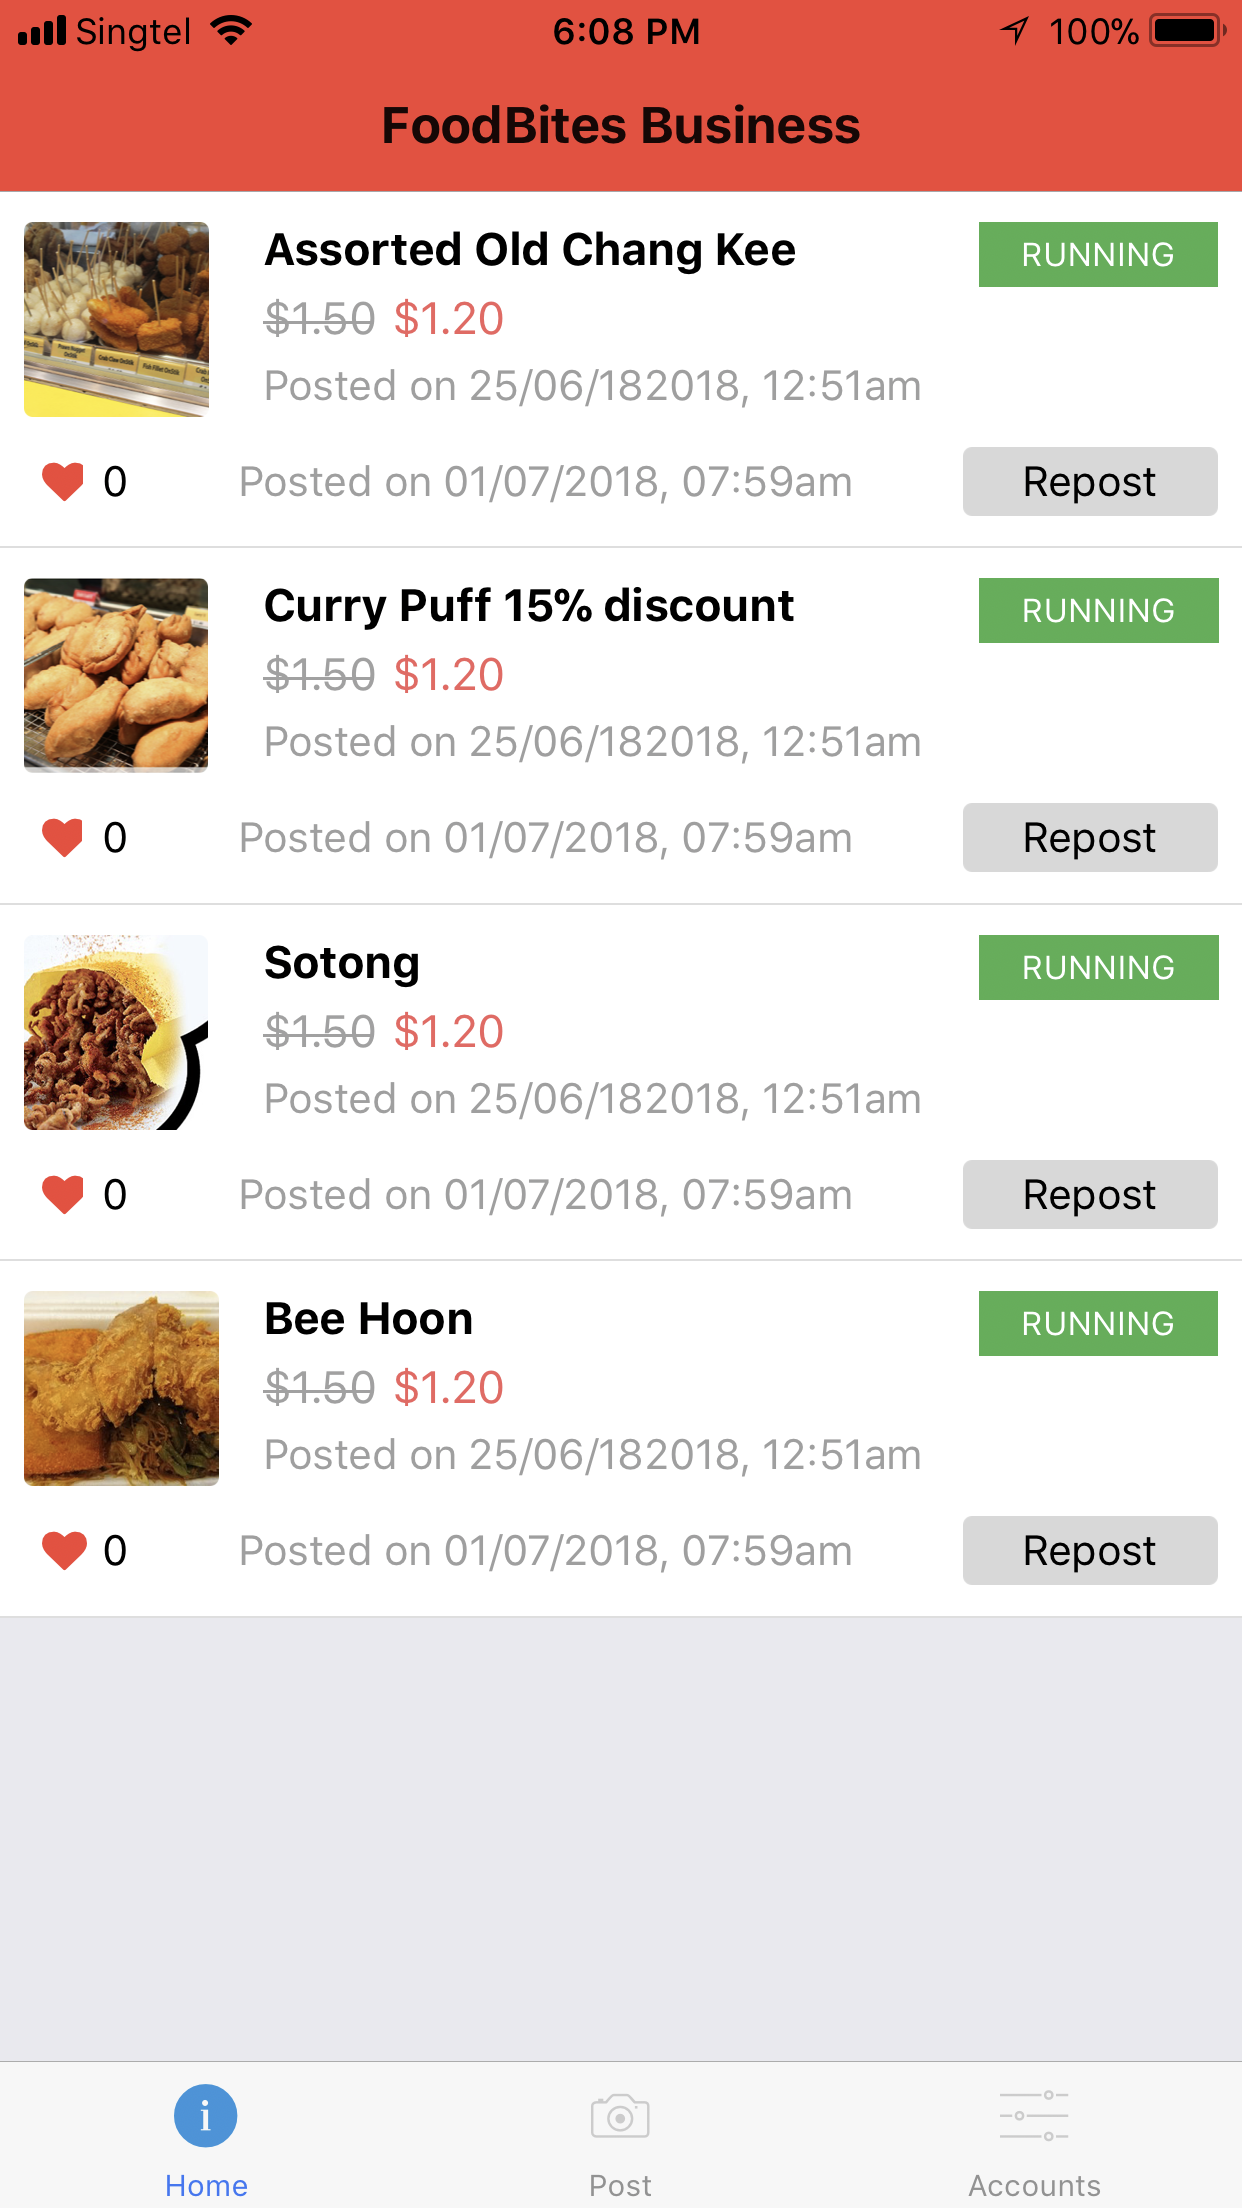 Singtel 6:08 PM 100%
FoodBites Business
Assorted Old Chang Kee RUNNING
$1.50 $1.20
Posted on 25/06/182018, 12:51am
0 Posted on 01/07/2018, 07:59am Repost
Curry Puff 15% discount RUNNING
$1.50 $1.20
Posted on 25/06/182018, 12:51am
0 Posted on 01/07/2018, 07:59am Repost
Sotong RUNNING
$1.50 $1.20
Posted on 25/06/182018, 12:51am
0 Posted on 01/07/2018, 07:59am Repost
Bee Hoon RUNNING
$1.50 $1.20
Posted on 25/06/182018, 12:51am
0 Posted on 01/07/2018, 07:59am Repost
i
Home Post Accounts